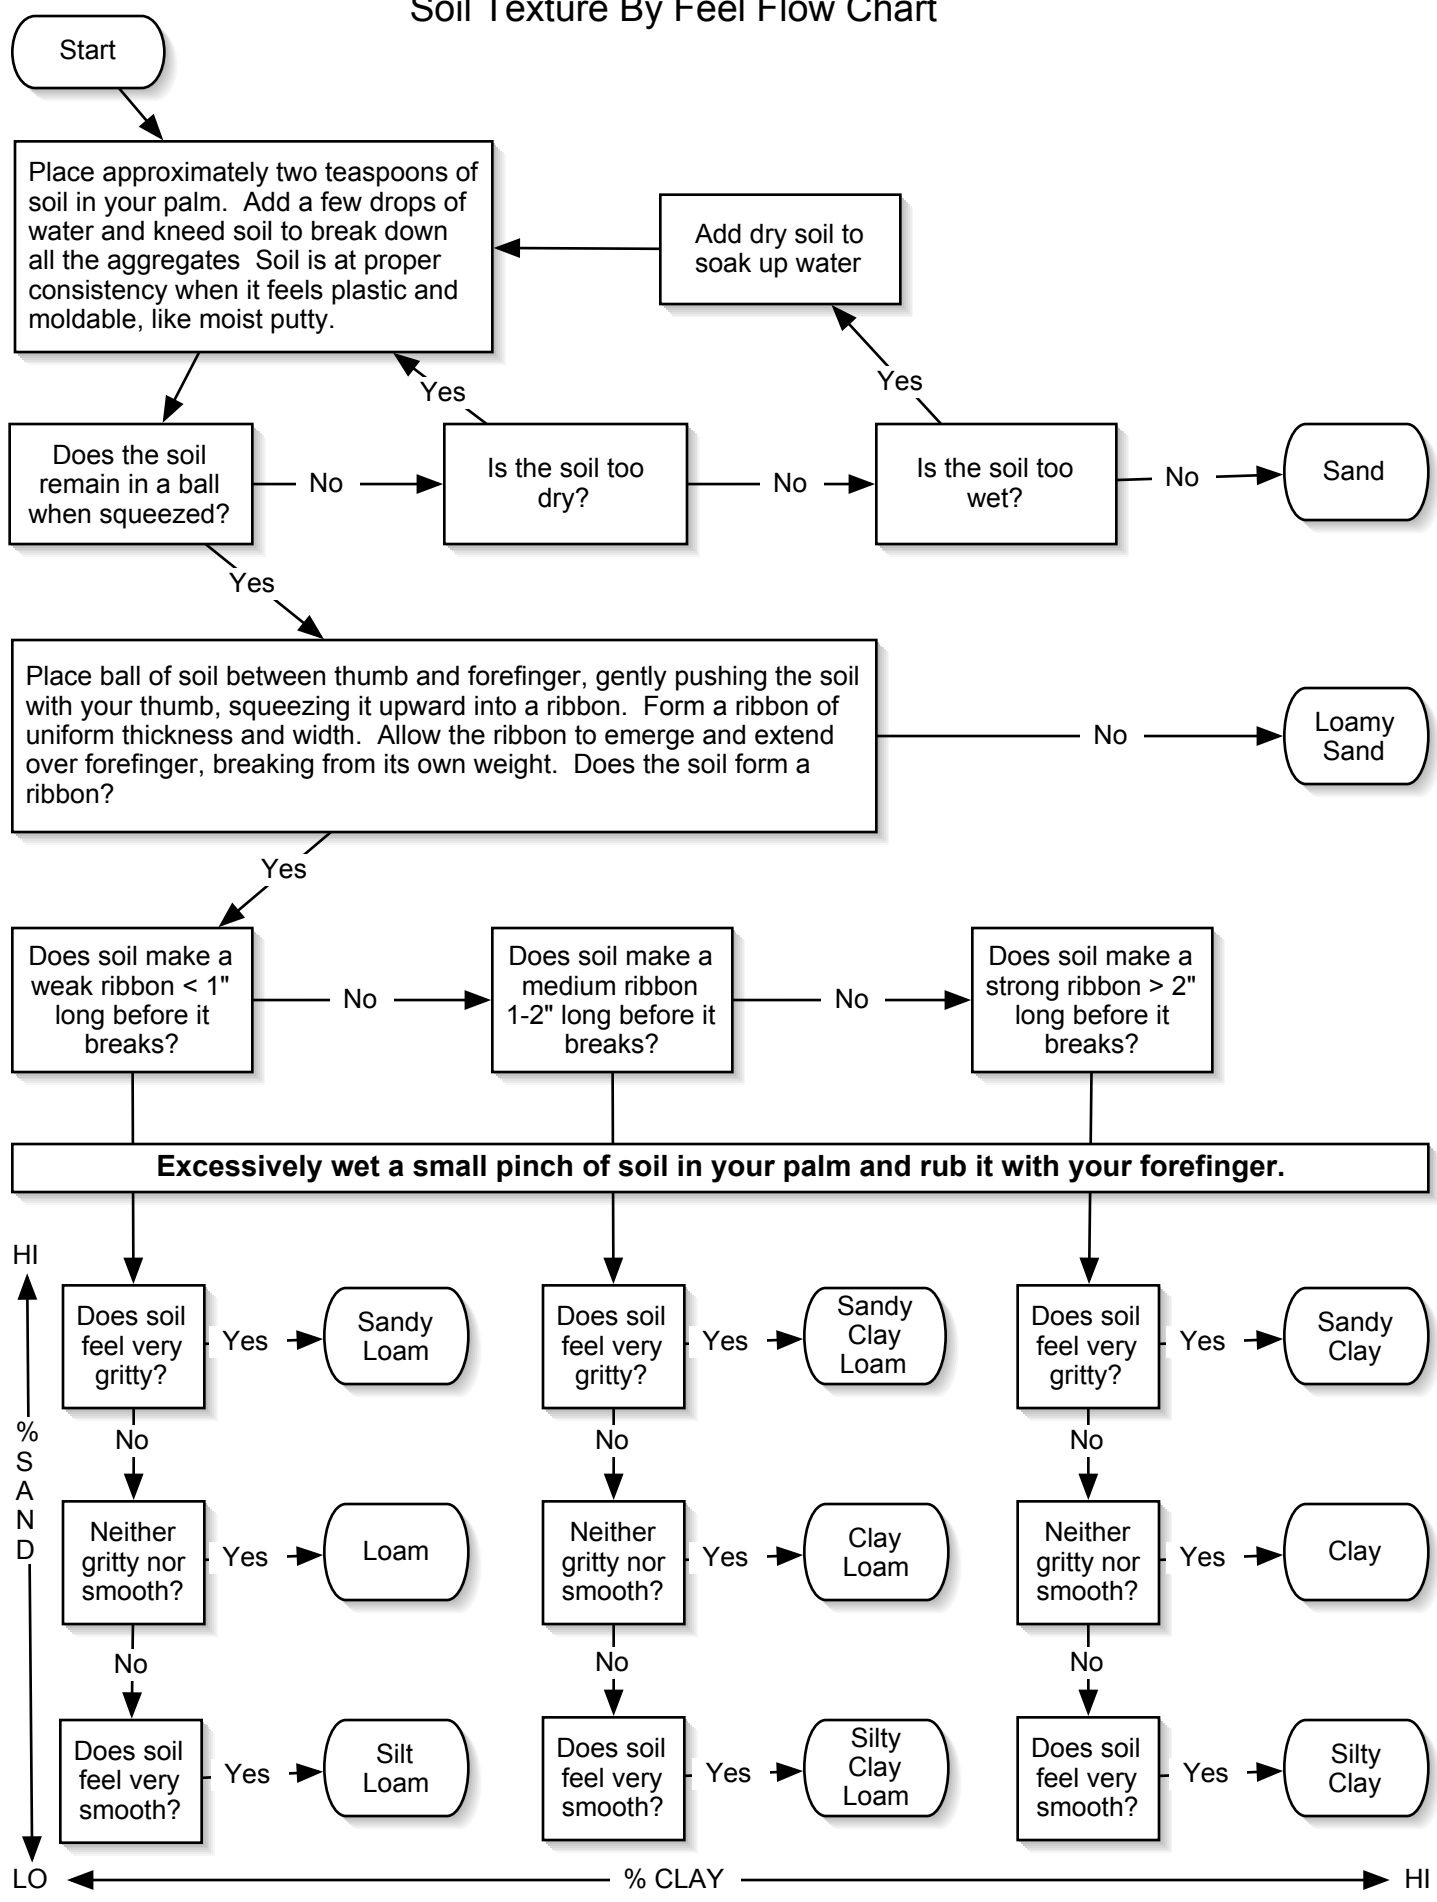 Soil Texture By Feel Flow Chart
Start
Place approximately two teaspoons of
soil in your palm.  Add a few drops of
water and kneed soil to break down
all the aggregates  Soil is at proper
consistency when it feels plastic and
moldable, like moist putty.
Add dry soil to
soak up water
Yes
Yes
Does the soil
remain in a ball
when squeezed?
No
Is the soil too
dry?
No
Is the soil too
wet?
No
Sand
Yes
Place ball of soil between thumb and forefinger, gently pushing the soil
with your thumb, squeezing it upward into a ribbon.  Form a ribbon of
uniform thickness and width.  Allow the ribbon to emerge and extend
over forefinger, breaking from its own weight.  Does the soil form a
ribbon?
No
Loamy
Sand
Yes
Does soil make a
weak ribbon < 1"
long before it
breaks?
No
Does soil make a
medium ribbon
1-2" long before it
breaks?
No
Does soil make a
strong ribbon > 2"
long before it
breaks?
Excessively wet a small pinch of soil in your palm and rub it with your forefinger.
HI
Does soil
feel very
gritty?
Yes
Sandy
Loam
Does soil
feel very
gritty?
Yes
Sandy
Clay
Loam
Does soil
feel very
gritty?
Yes
Sandy
Clay
%
S
A
N
D
No
No
No
Neither
gritty nor
smooth?
Yes
Loam
Neither
gritty nor
smooth?
Yes
Clay
Loam
Neither
gritty nor
smooth?
Yes
Clay
No
No
No
Does soil
feel very
smooth?
Yes
Silt
Loam
Does soil
feel very
smooth?
Yes
Silty
Clay
Loam
Does soil
feel very
smooth?
Yes
Silty
Clay
LO
% CLAY
HI